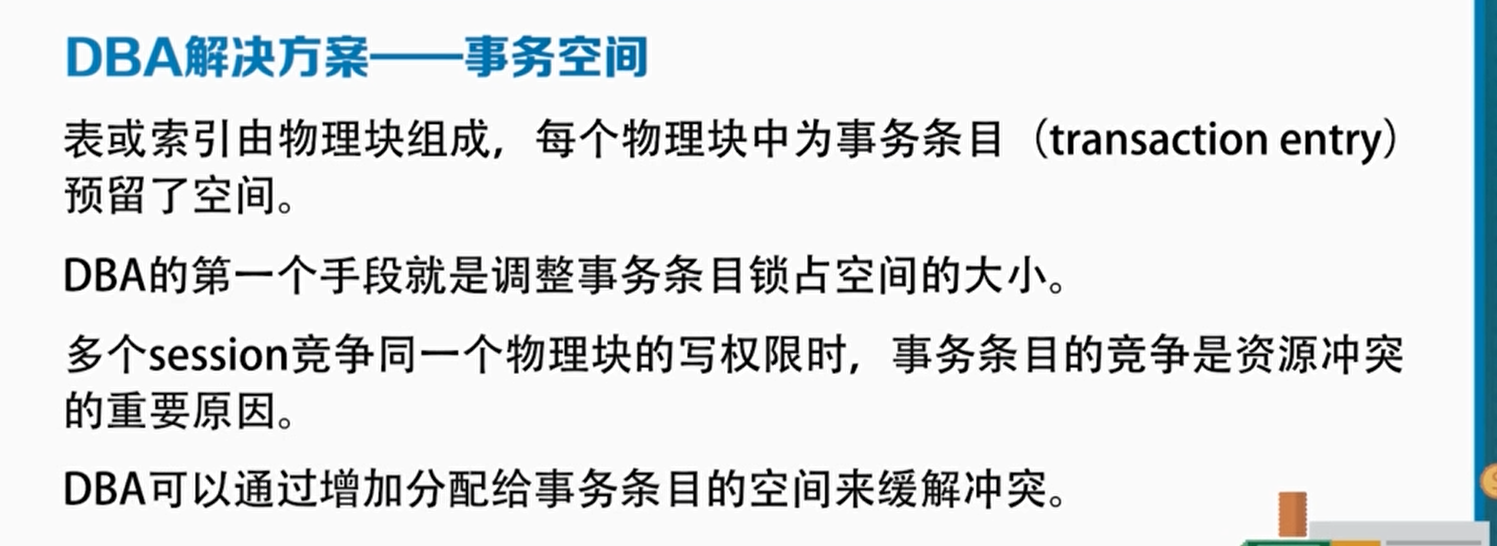 DBA解决方案——事务空间
表或索引由物理块组成，每个物理块中为事务条目（transaction entry）
预留了空间。
DBA的第一个手段就是调整事务条目锁占空间的大小。
多个session竞争同一个物理块的写权限时，事务条目的竞争是资源冲突
的重要原因。
DBA可以通过增加分配给事务条目的空间来缓解冲突。